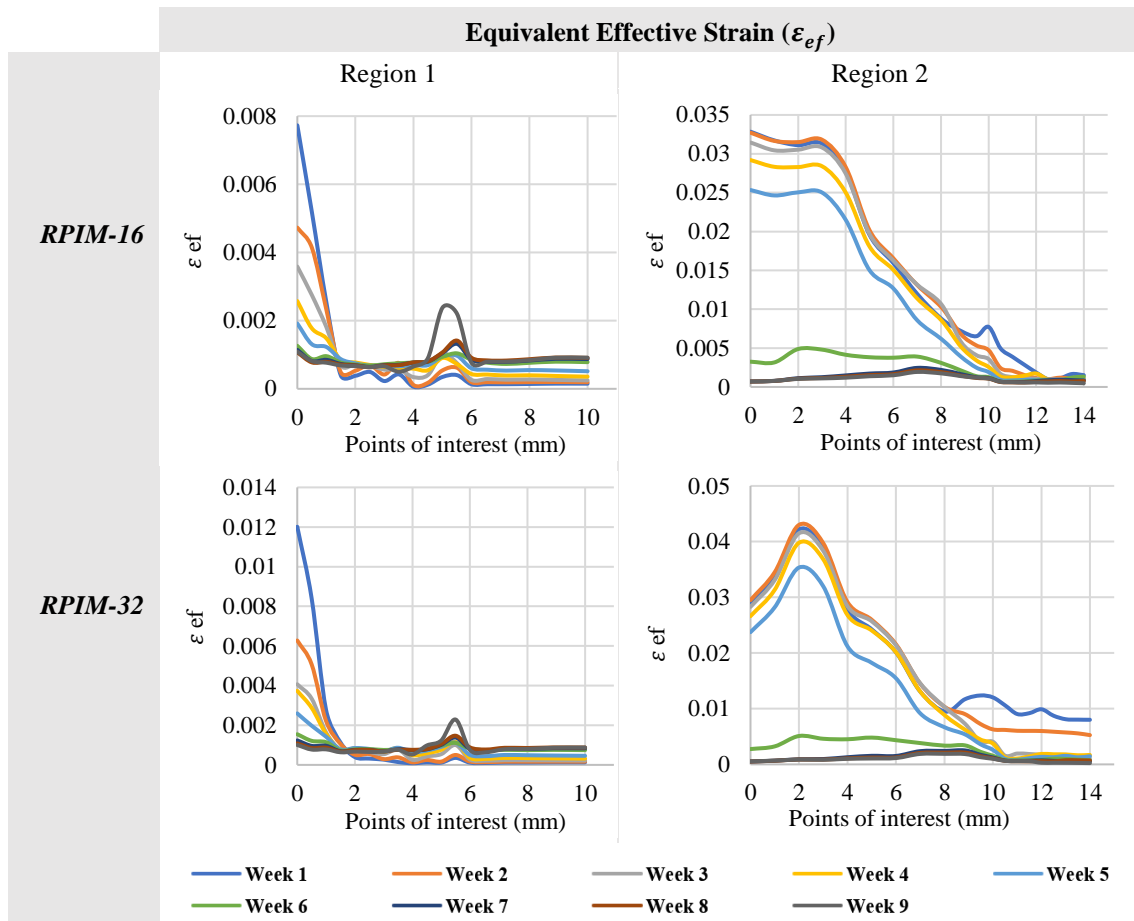 Equivalent Effective Strain (ε_ef)
Region 1
Region 2
RPIM-16
0.008
0.006
0.004
0.002
0
ε ef
0 2 4 6 8 10
Points of interest (mm)
0.035
0.03
0.025
0.02
0.015
0.01
0.005
0
ε ef
0 2 4 6 8 10 12 14
Points of interest (mm)
RPIM-32
0.014
0.012
0.01
0.008
0.006
0.004
0.002
0
ε ef
0 2 4 6 8 10
Points of interest (mm)
0.05
0.04
0.03
0.02
0.01
0
ε ef
0 2 4 6 8 10 12 14
Points of interest (mm)
Week 1 Week 2 Week 3 Week 4 Week 5
Week 6 Week 7 Week 8 Week 9